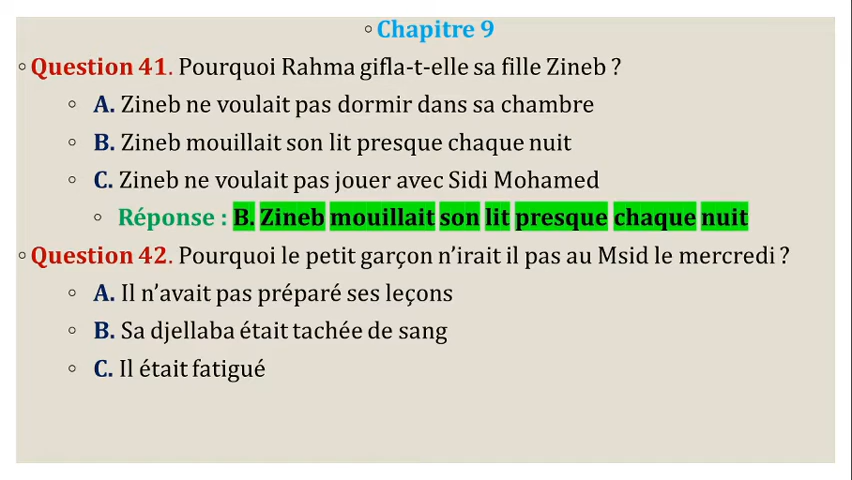 Chapitre 9
Question 41. Pourquoi Rahma gifla-t-elle sa fille Zineb ?
A. Zineb ne voulait pas dormir dans sa chambre
B. Zineb mouillait son lit presque chaque nuit
C. Zineb ne voulait pas jouer avec Sidi Mohamed
Réponse : B. Zineb mouillait son lit presque chaque nuit
Question 42. Pourquoi le petit garçon n’irait il pas au Msid le mercredi ?
A. Il n’avait pas préparé ses leçons
B. Sa djellaba était tachée de sang
C. Il était fatigué